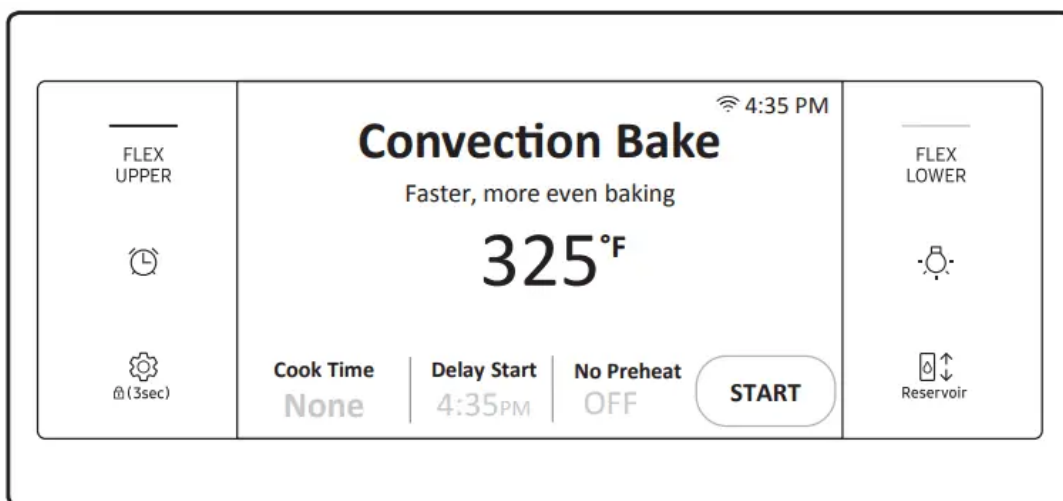 FLEX
UPPER
(3sec)
4:35 PM
Convection Bake
Faster, more even baking
325°F
Cook Time
None
Delay Start
4:35PM
No Preheat
OFF
START
FLEX
LOWER
Reservoir